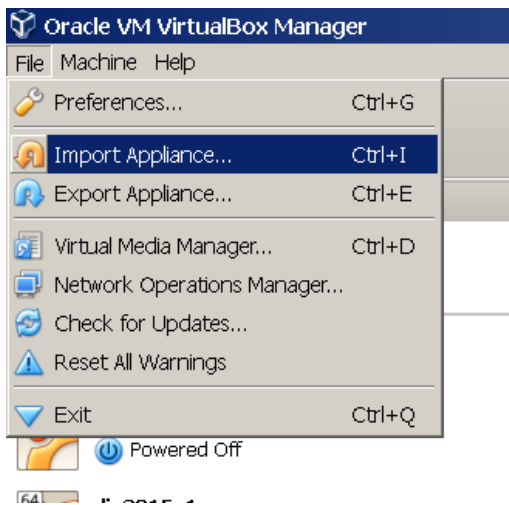 Oracle VM VirtualBox Manager
File Machine Help
Preferences... Ctrl+G
Import Appliance... Ctrl+I
Export Appliance... Ctrl+E
Virtual Media Manager... Ctrl+D
Network Operations Manager...
Check for Updates...
Reset All Warnings
Exit Ctrl+Q
Powered Off
64